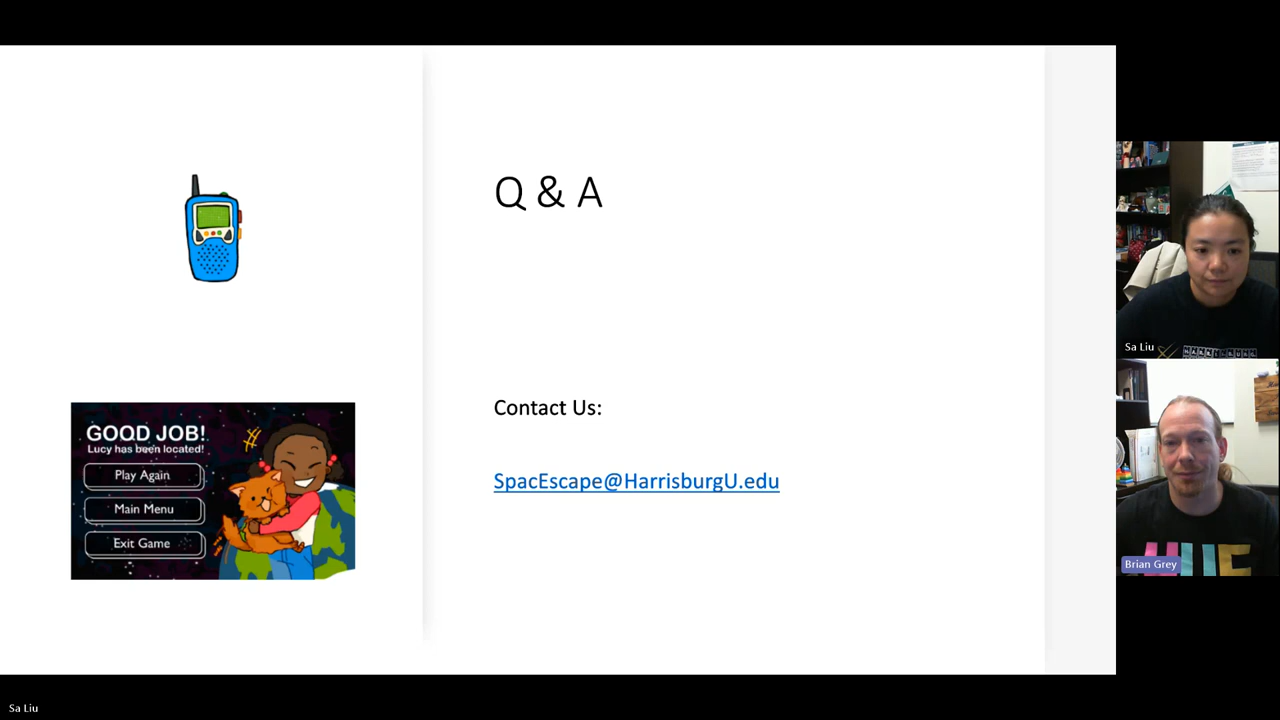 Q & A
Contact Us:
SpacEscape@HarrisburgU.edu
GOOD JOB!
Lucy has been located!
Play Again
Main Menu
Exit Game
Sa Liu
Brian Grey
Sa Liu